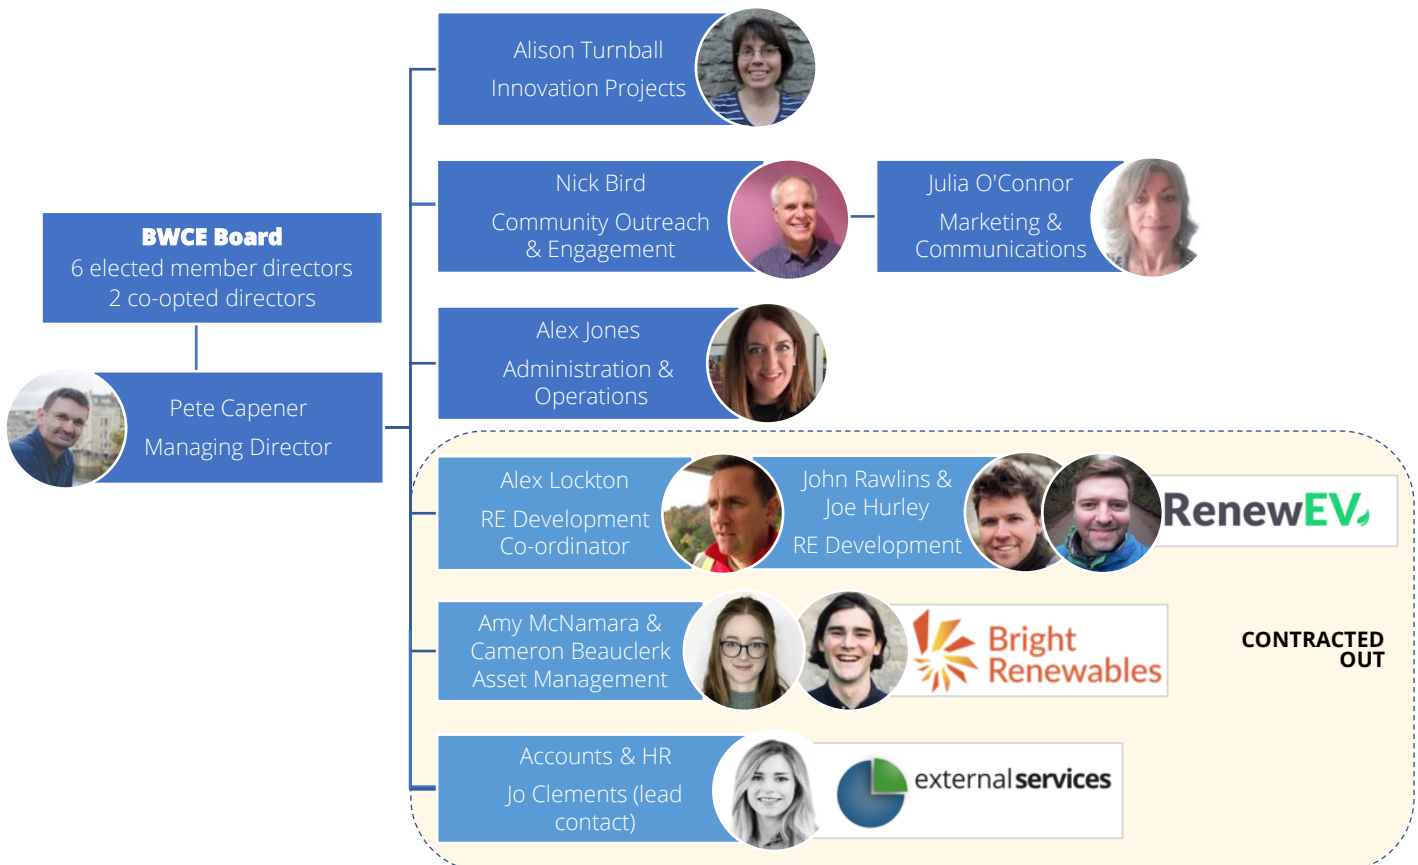 Alison Turnball
Innovation Projects
Nick Bird
Community Outreach
& Engagement
Julia O'Connor
Marketing &
Communications
BWCE Board
6 elected member directors
2 co-opted directors
Alex Jones
Administration &
Operations
Pete Capener
Managing Director
Alex Lockton
RE Development
Co-ordinator
John Rawlins &
Joe Hurley
RE Development
RenewEV
Amy McNamara &
Cameron Beauclerk
Asset Management
Bright
Renewables
CONTRACTED
OUT
Accounts & HR
Jo Clements (lead
contact)
externalservices